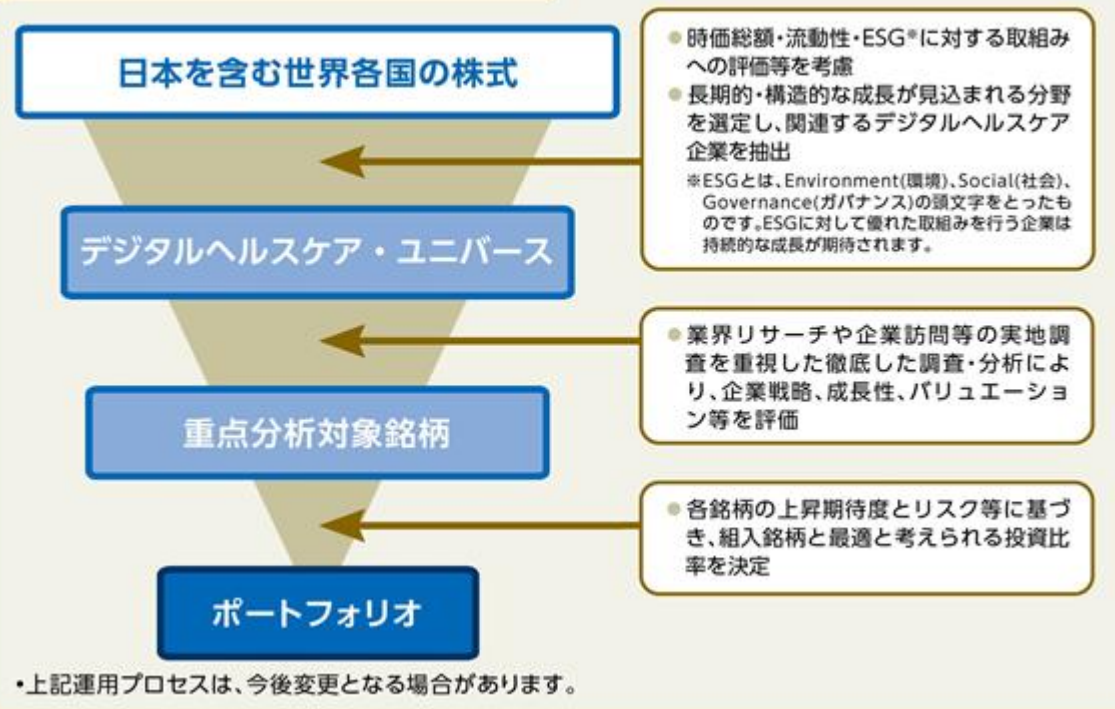 日本を含む世界各国の株式
●時価総額・流動性・ESG※に対する取組み
への評価等を考慮
●長期的・構造的な成長が見込まれる分野
を選定し、関連するデジタルヘルスケア
企業を抽出
※ESGとは、Environment(環境)、Social(社会)、
Governance(ガバナンス)の頭文字をとったも
のです。ESGに対して優れた取組みを行う企業は
持続的な成長が期待されます。
デジタルヘルスケア・ユニバース
●業界リサーチや企業訪問等の実地調
査を重視した徹底した調査・分析によ
り、企業戦略、成長性、バリュエーショ
ン等を評価
重点分析対象銘柄
●各銘柄の上昇期待度とリスク等に基づ
き、組入銘柄と最適と考えられる投資比
率を決定
ポートフォリオ
・上記運用プロセスは、今後変更となる場合があります。